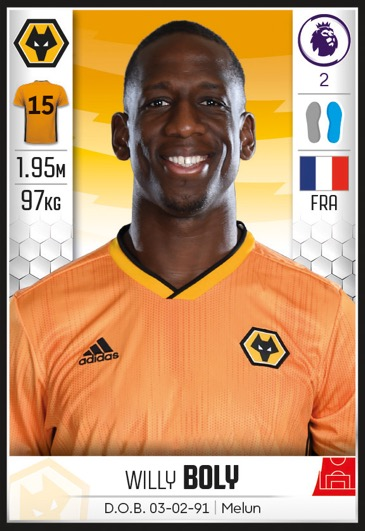 15
1.95M
97KG
2
FRA
adidas
WILLY BOLY
D.O.B. 03-02-91 | Melun